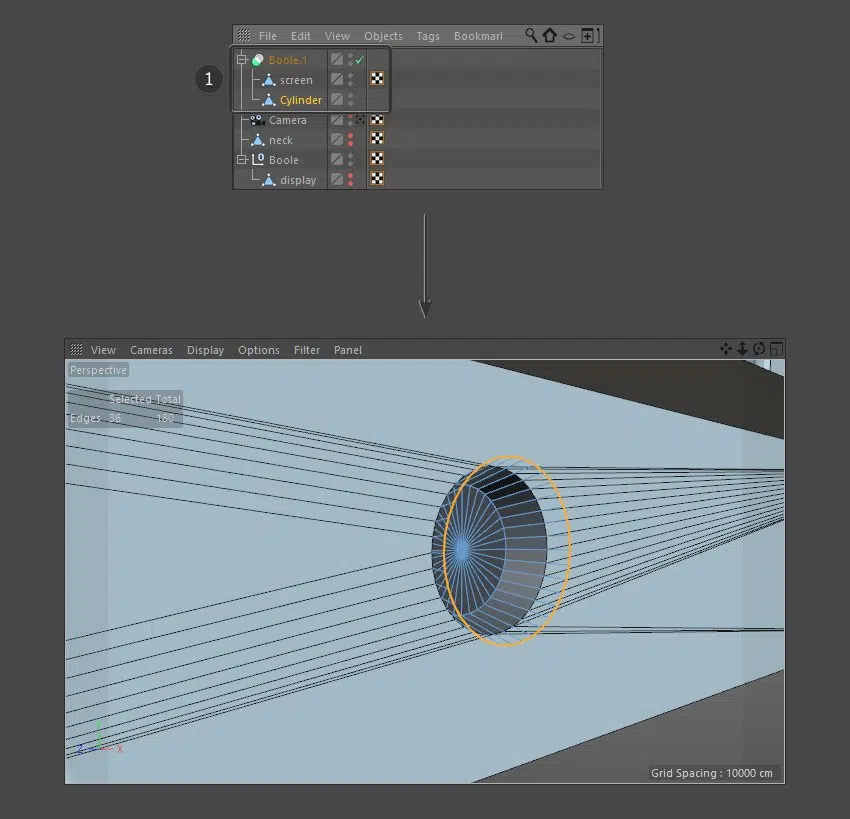 File Edit View Objects Tags Bookmarl
1
Boole.1
screen
Cylinder
Camera
neck
Boole
display
View Cameras Display Options Filter Panel
Perspective
Selected Total
Edges 36 180
Z X
Grid Spacing : 10000 cm